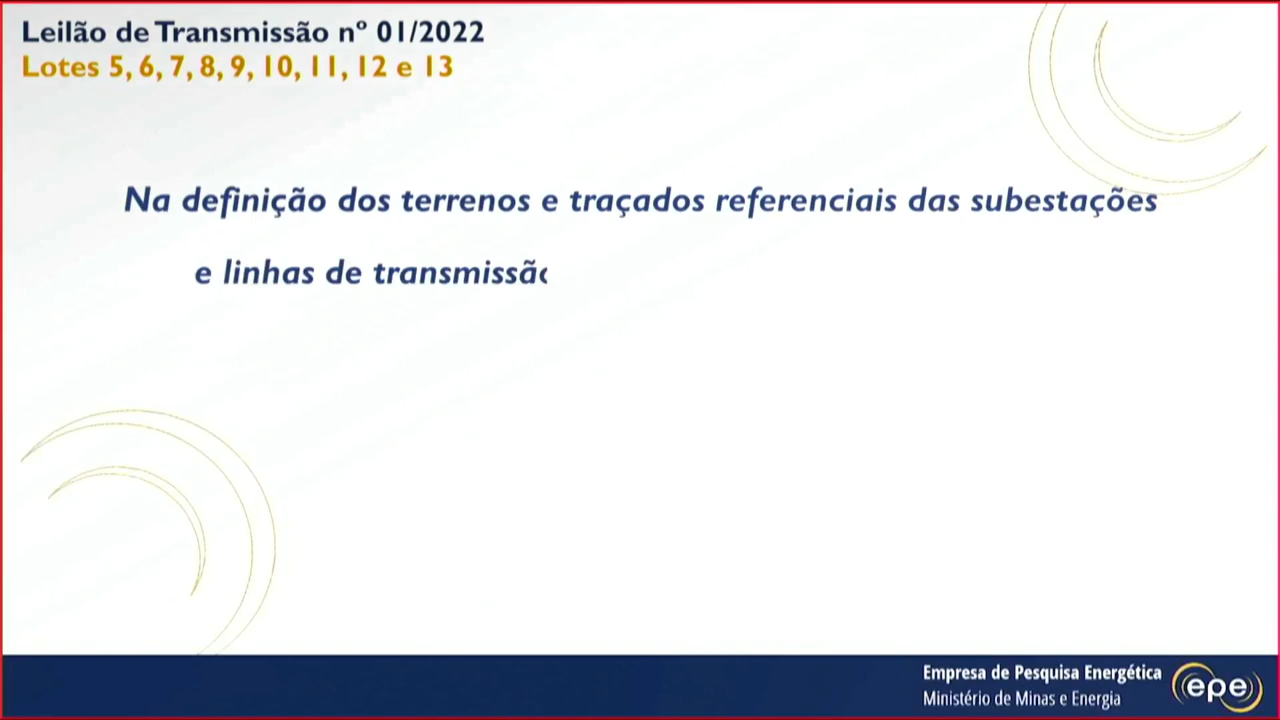 Leilão de Transmissão nº 01/2022
Lotes 5, 6, 7, 8, 9, 10, 11, 12 e 13
Na definição dos terrenos e traçados referenciais das subestações
e linhas de transmissão
Empresa de Pesquisa Energética
Ministério de Minas e Energia
epe